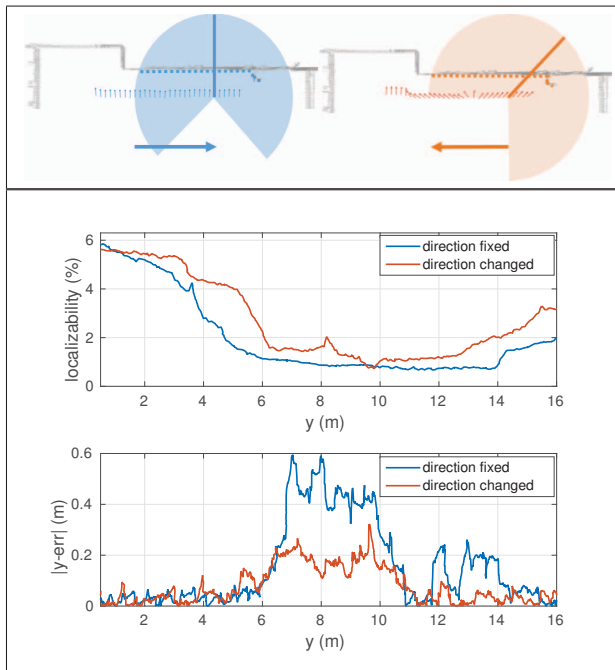 direction fixed
direction changed
localizability (%)
6
4
2
0
2 4 6 8 10 12 14 16
y (m)
direction fixed
direction changed
|y-err| (m)
0.6
0.4
0.2
0
2 4 6 8 10 12 14 16
y (m)